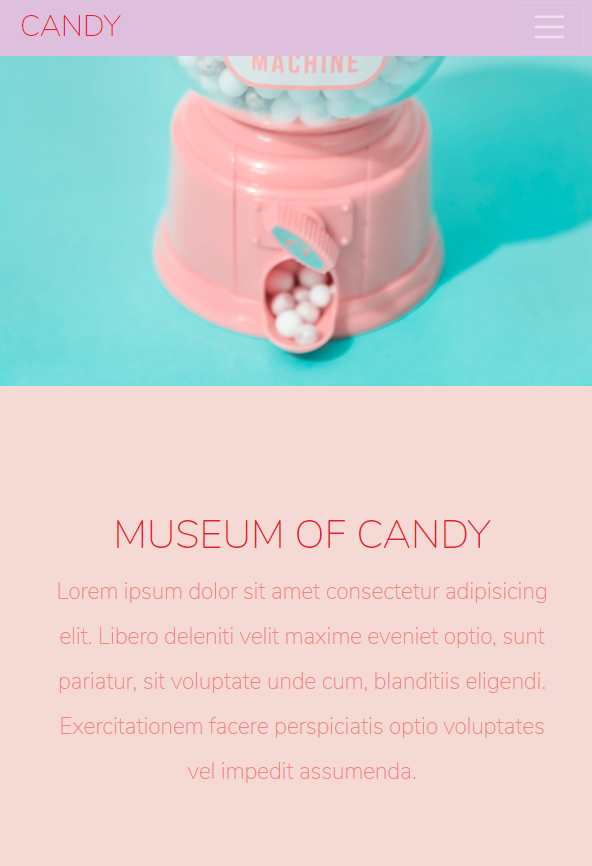 CANDY
MACHINE
MUSEUM OF CANDY
Lorem ipsum dolor sit amet consectetur adipisicing
elit. Libero deleniti velit maxime eveniet optio, sunt
pariatur, sit voluptate unde cum, blanditiis eligendi.
Exercitationem facere perspiciatis optio voluptates
vel impedit assumenda.